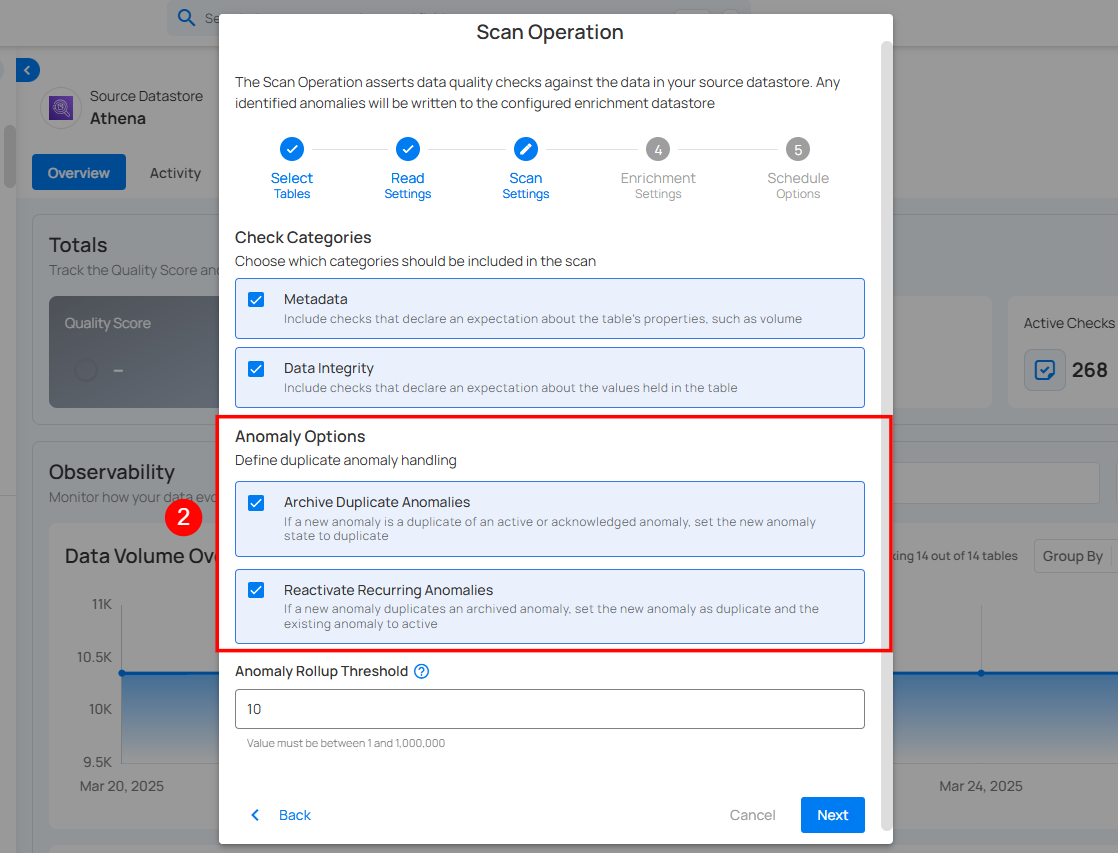 Se
Scan Operation
The Scan Operation asserts data quality checks against the data in your source datastore. Any
identified anomalies will be written to the configured enrichment datastore
Source Datastore
Athena
Overview
Activity
Select
Tables
Read
Settings
Scan
Settings
4
Enrichment
Settings
5
Schedule
Options
Totals
Track the Quality Score an
Quality Score
–
Active Checks
268
Check Categories
Choose which categories should be included in the scan
Metadata
Include checks that declare an expectation about the table's properties, such as volume
Data Integrity
Include checks that declare an expectation about the values held in the table
Anomaly Options
Define duplicate anomaly handling
Archive Duplicate Anomalies
If a new anomaly is a duplicate of an active or acknowledged anomaly, set the new anomaly
state to duplicate
Reactivate Recurring Anomalies
If a new anomaly duplicates an archived anomaly, set the new anomaly as duplicate and the
existing anomaly to active
2
Observability
Monitor how your data evo
Data Volume Ov
king 14 out of 14 tables
Group By
11K
10.5K
10K
9.5K
Mar 20, 2025
Mar 24, 2025
Anomaly Rollup Threshold ?
10
Value must be between 1 and 1,000,000
Back
Cancel
Next